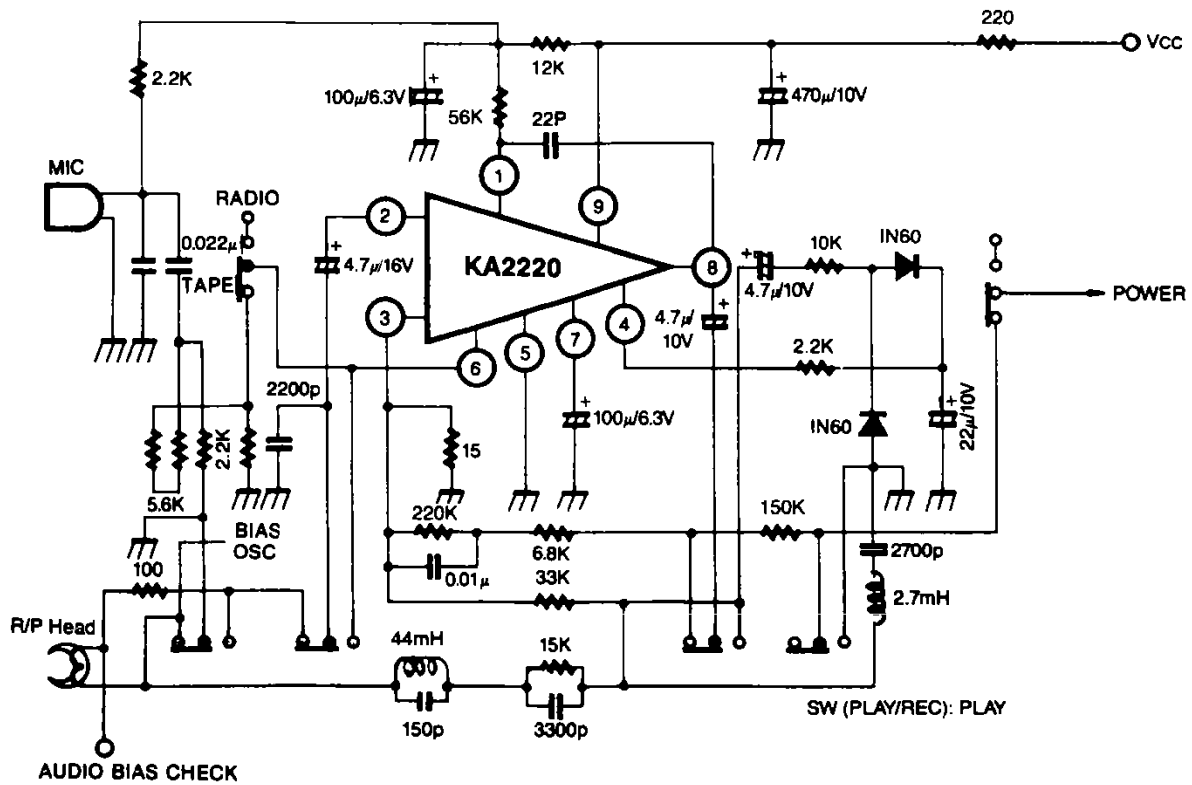 220
VCC
2.2K
12K
100μ/6.3V
470μ/10V
56K
22P
MIC
1
RADIO
2
9
10K
IN60
0.022μ
4.7μ/16V
KA2220
8
4.7μ/10V
TAPE
POWER
3
4
4.7μ/
10V
7
5
6
2.2K
2200p
100μ/6.3V
IN60
22μ/10V
15
2.2K
5.6K
220K
150K
BIAS
OSC
6.8K
2700p
100
0.01μ
33K
2.7mH
R/P Head
44mH
15K
150p
3300p
SW (PLAY/REC): PLAY
AUDIO BIAS CHECK